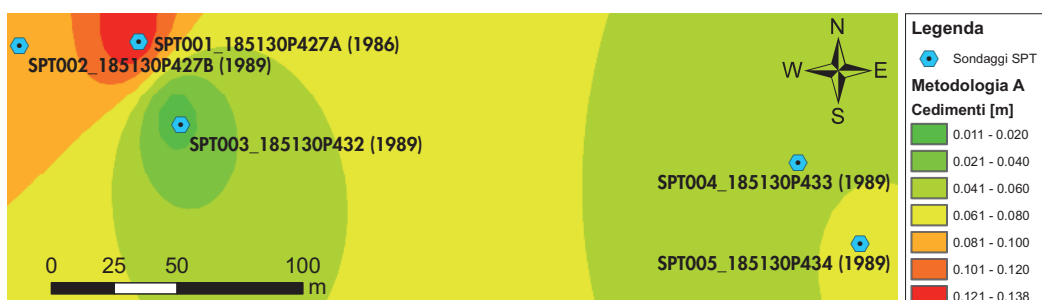 SPT001_185130P427A (1986)
SPT002_185130P427B (1989)
SPT003_185130P432 (1989)
SPT004_185130P433 (1989)
SPT005_185130P434 (1989)
N
W E
S
0 25 50 100
m
Legenda
Sondaggi SPT
Metodologia A
Cedimenti [m]
0.011 - 0.020
0.021 - 0.040
0.041 - 0.060
0.061 - 0.080
0.081 - 0.100
0.101 - 0.120
0.121 - 0.138